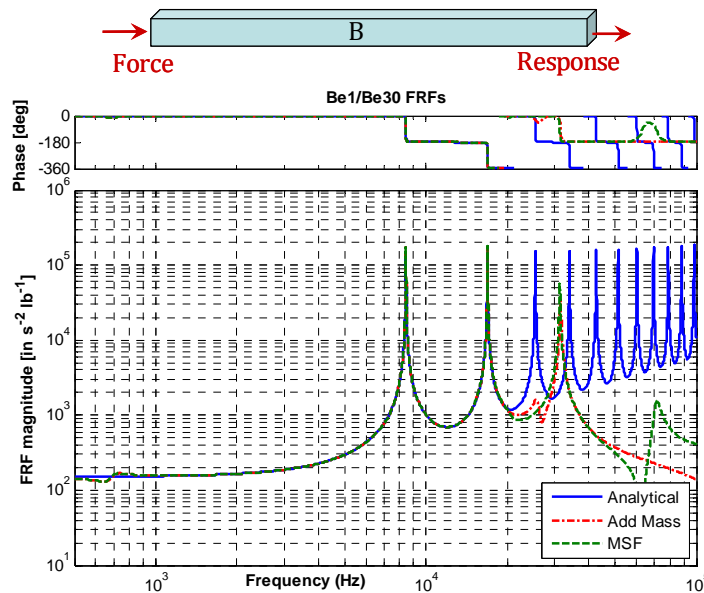 B
Force
Response
Be1/Be30 FRFs
Phase [deg]
0
-180
-360
FRF magnitude [in s-2 lb-1]
10^6
10^5
10^4
10^3
10^2
10^1
Analytical
Add Mass
MSF
10^3
Frequency (Hz)
10^4
10